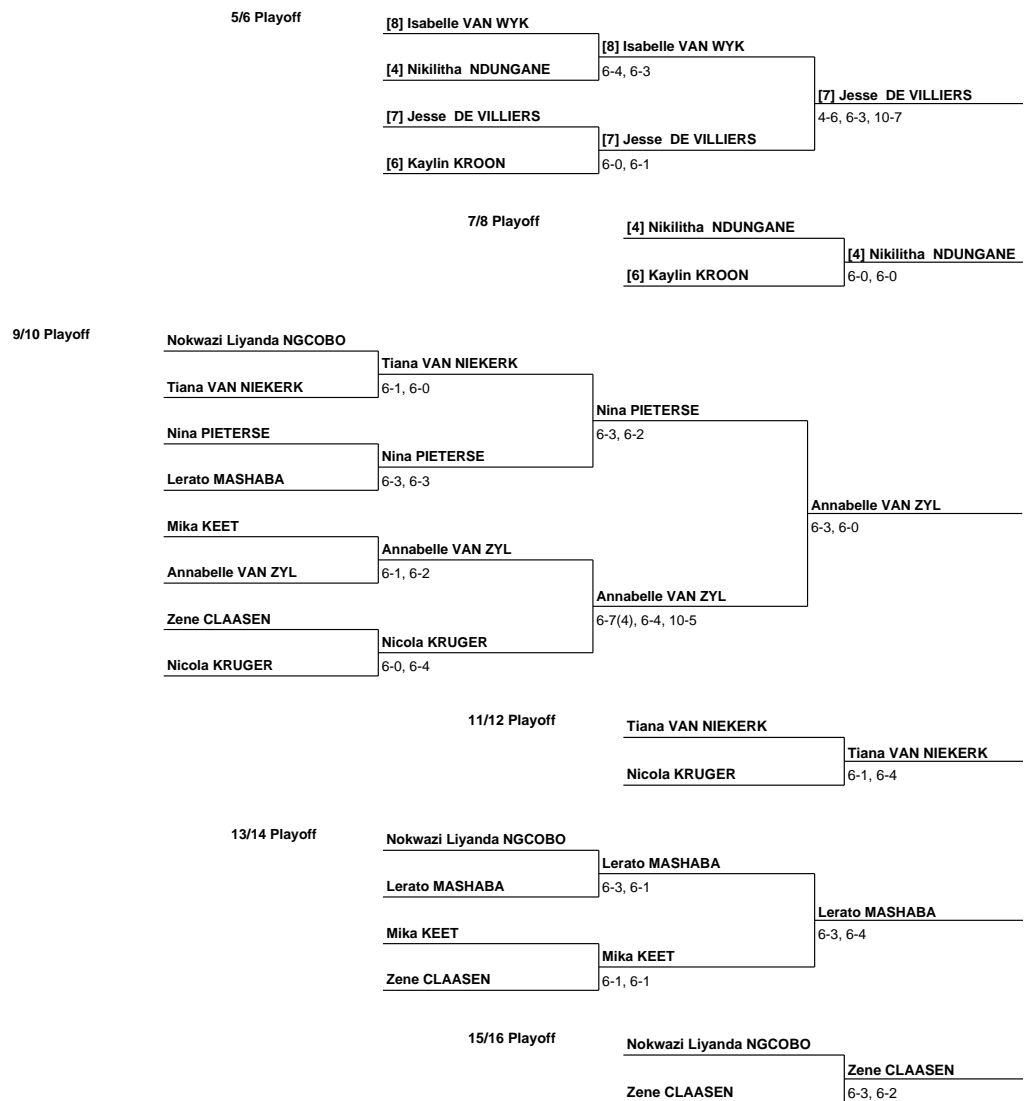 5/6 Playoff
[8] Isabelle VAN WYK
[8] Isabelle VAN WYK
[4] Nikilitha NDUNGANE
6-4, 6-3
[7] Jesse DE VILLIERS
[7] Jesse DE VILLIERS
4-6, 6-3, 10-7
[7] Jesse DE VILLIERS
[6] Kaylin KROON
6-0, 6-1
7/8 Playoff
[4] Nikilitha NDUNGANE
[4] Nikilitha NDUNGANE
[6] Kaylin KROON
6-0, 6-0
9/10 Playoff
Nokwazi Liyanda NGCOBO
Tiana VAN NIEKERK
Tiana VAN NIEKERK
6-1, 6-0
Nina PIETERSE
6-3, 6-2
Nina PIETERSE
Nina PIETERSE
Lerato MASHABA
6-3, 6-3
Annabelle VAN ZYL
6-3, 6-0
Mika KEET
Annabelle VAN ZYL
Annabelle VAN ZYL
6-1, 6-2
Annabelle VAN ZYL
6-7(4), 6-4, 10-5
Zene CLAASEN
Nicola KRUGER
Nicola KRUGER
6-0, 6-4
11/12 Playoff
Tiana VAN NIEKERK
Tiana VAN NIEKERK
Nicola KRUGER
6-1, 6-4
13/14 Playoff
Nokwazi Liyanda NGCOBO
Lerato MASHABA
Lerato MASHABA
6-3, 6-1
Lerato MASHABA
6-3, 6-4
Mika KEET
Mika KEET
Zene CLAASEN
6-1, 6-1
15/16 Playoff
Nokwazi Liyanda NGCOBO
Zene CLAASEN
Zene CLAASEN
6-3, 6-2